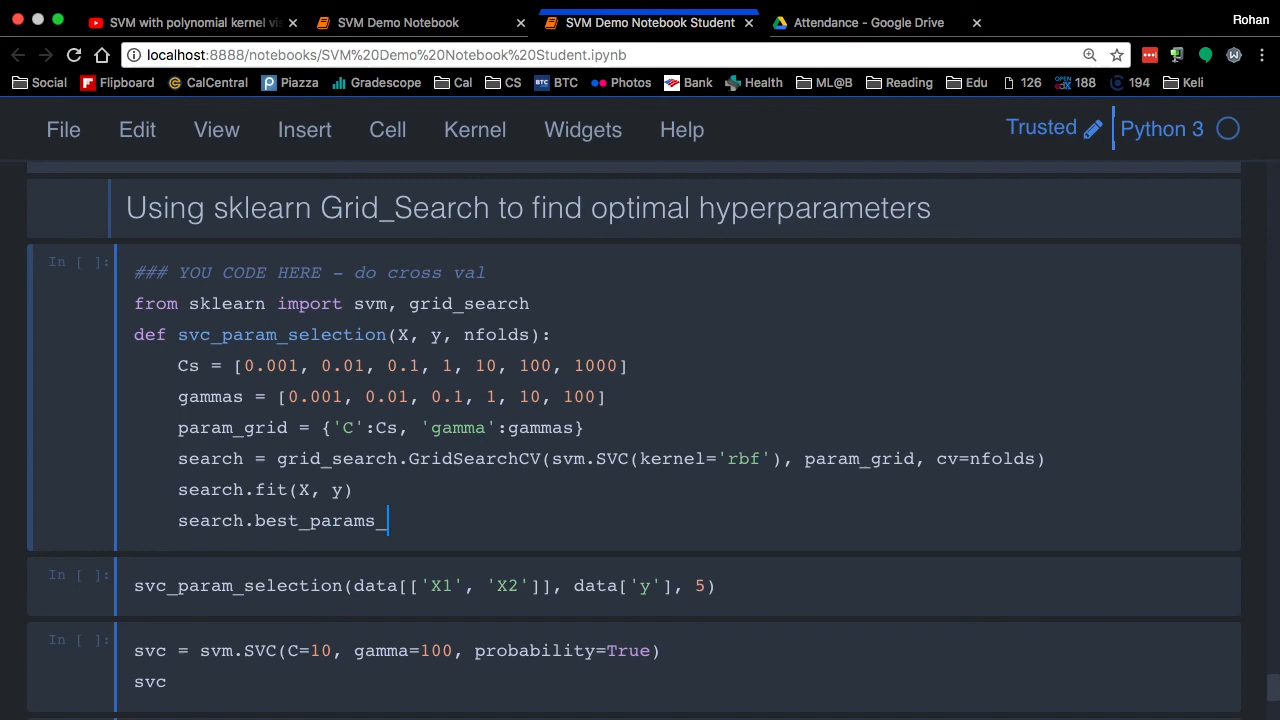 SVM with polynomial kernel vis
SVM Demo Notebook
SVM Demo Notebook Student
Attendance - Google Drive
Rohan
localhost:8888/notebooks/SVM%20Demo%20Notebook%20Student.ipynb
Social Flipboard CalCentral Piazza Gradescope Cal CS BTC Photos Bank Health ML@B Reading Edu 126 188 194 Keli
File Edit View Insert Cell Kernel Widgets Help Trusted Python 3
Using sklearn Grid_Search to find optimal hyperparameters
In [ ]:
### YOU CODE HERE - do cross val
from sklearn import svm, grid_search
def svc_param_selection(X, y, nfolds):
Cs = [0.001, 0.01, 0.1, 1, 10, 100, 1000]
gammas = [0.001, 0.01, 0.1, 1, 10, 100]
param_grid = {'C':Cs, 'gamma':gammas}
search = grid_search.GridSearchCV(svm.SVC(kernel='rbf'), param_grid, cv=nfolds)
search.fit(X, y)
search.best_params_
In [ ]:
svc_param_selection(data[['X1', 'X2']], data['y'], 5)
In [ ]:
svc = svm.SVC(C=10, gamma=100, probability=True)
svc